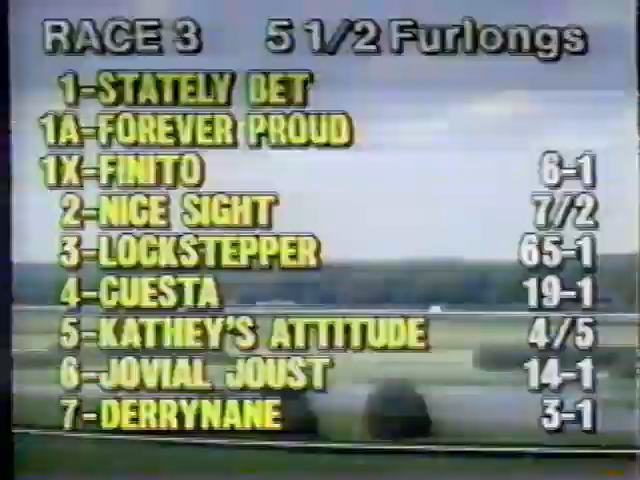 RACE 3 5 1/2 Furlongs
1-STATELY BET
1A-FOREVER PROUD
1X-FINITO 6-1
2-NICE SIGHT 7/2
3-LOCKSTEPPER 65-1
4-CUESTA 19-1
5-KATHEY'S ATTITUDE 4/5
6-JOVIAL JOUST 14-1
7-DERRYNANE 3-1